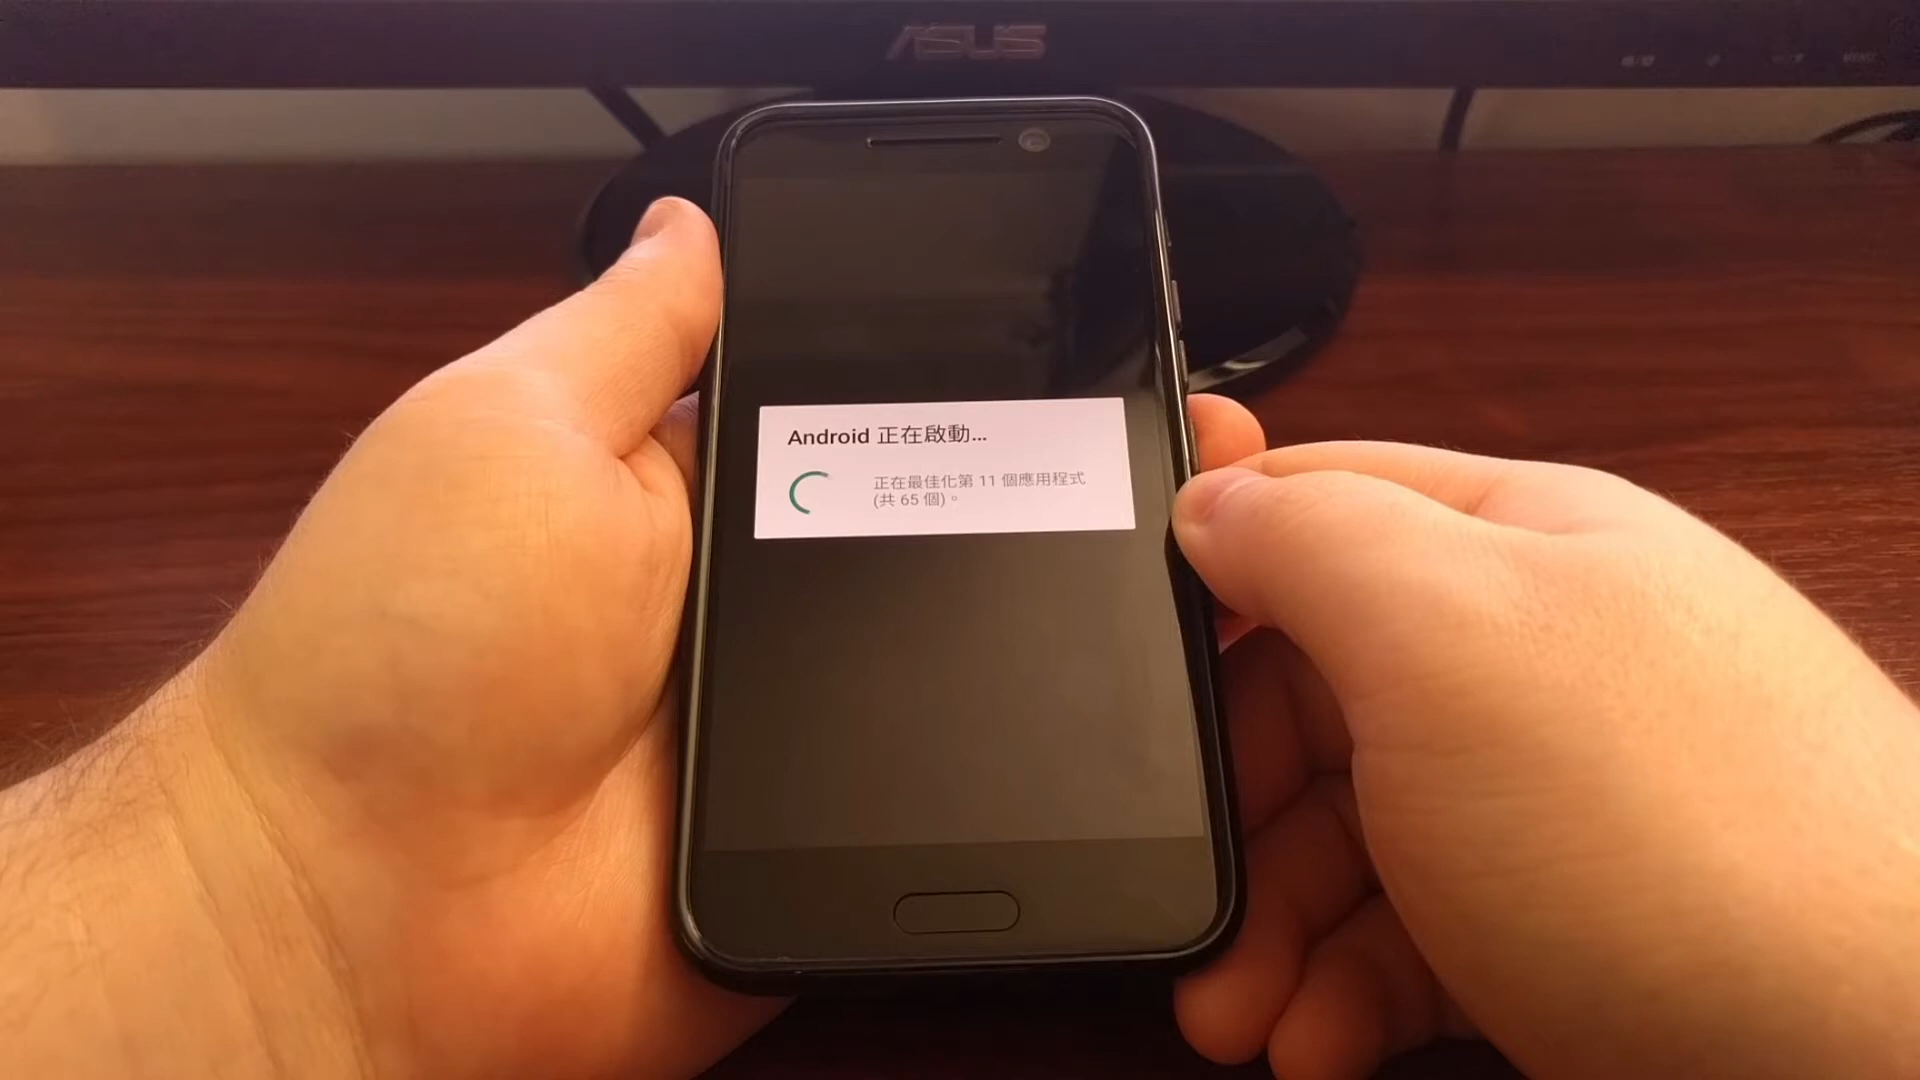 ASUS
Android 正在啟動...
正在最佳化第 11 個應用程式
(共 65 個)。